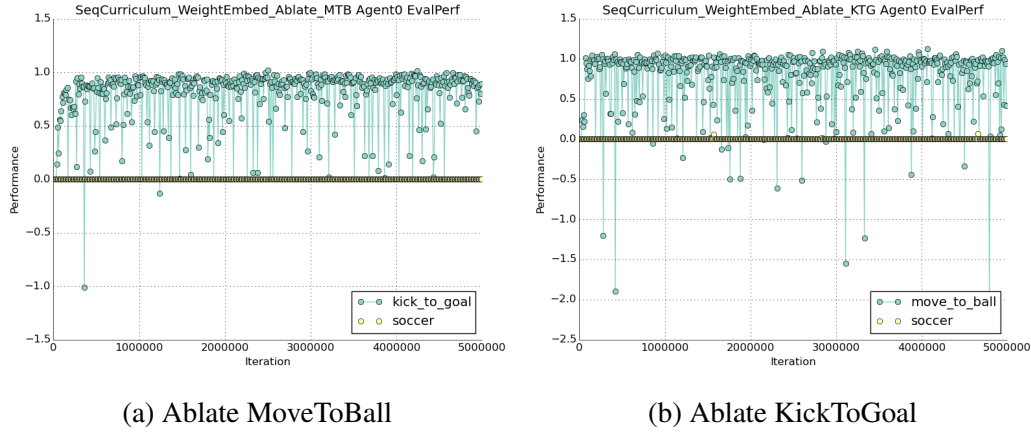 SeqCurriculum_WeightEmbed_Ablate_MTB Agent0 EvalPerf
1.5
1.0
0.5
0.0
−0.5
−1.0
−1.5
Performance
kick_to_goal
soccer
0 1000000 2000000 3000000 4000000 5000000
Iteration
(a) Ablate MoveToBall
SeqCurriculum_WeightEmbed_Ablate_KTG Agent0 EvalPerf
1.5
1.0
0.5
0.0
−0.5
−1.0
−1.5
−2.0
−2.5
Performance
move_to_ball
soccer
0 1000000 2000000 3000000 4000000 5000000
Iteration
(b) Ablate KickToGoal